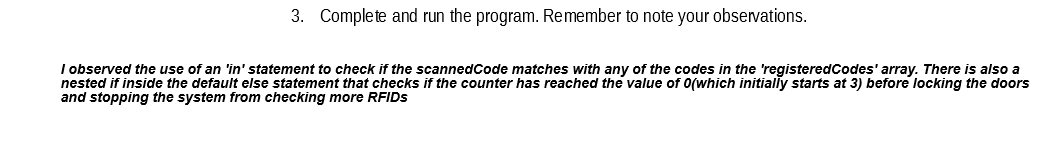 3. Complete and run the program. Remember to note your observations.
I observed the use of an 'in' statement to check if the scannedCode matches with any of the codes in the 'registeredCodes' array. There is also a
nested if inside the default else statement that checks if the counter has reached the value of 0(which initially starts at 3) before locking the doors
and stopping the system from checking more RFIDs